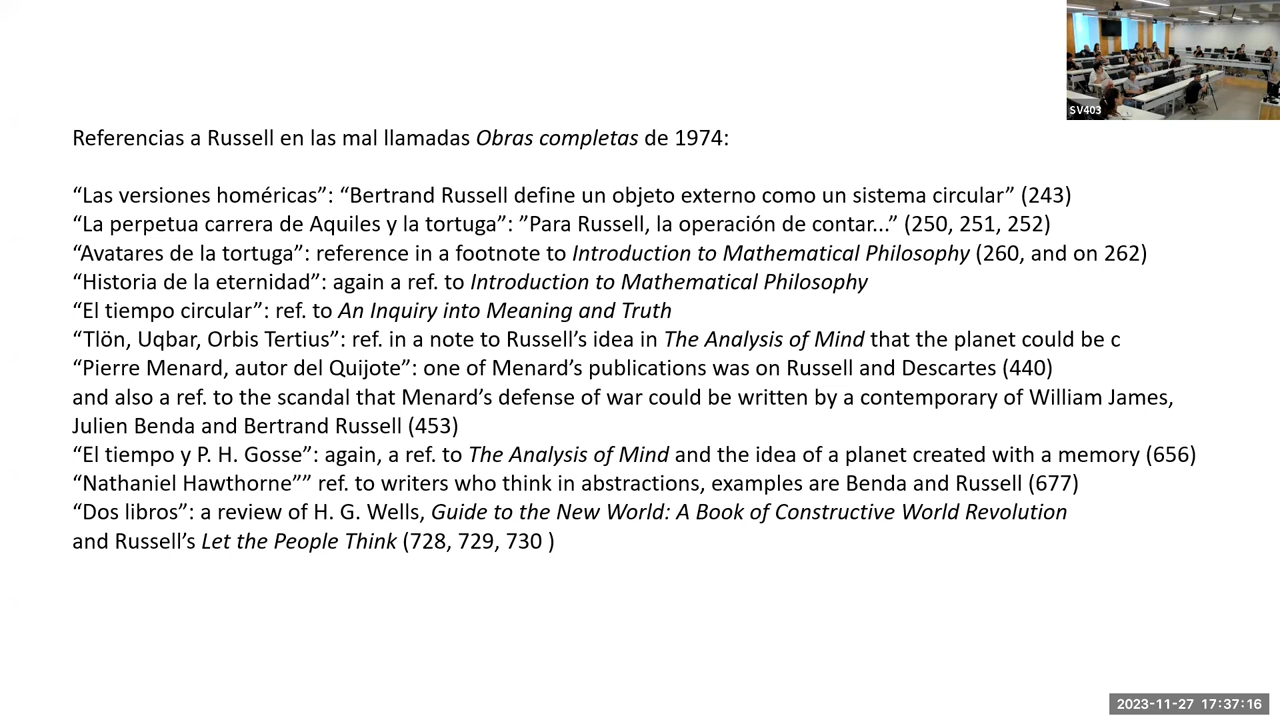 SV403
Referencias a Russell en las mal llamadas Obras completas de 1974:
“Las versiones homéricas”: “Bertrand Russell define un objeto externo como un sistema circular” (243)
“La perpetua carrera de Aquiles y la tortuga”: ”Para Russell, la operación de contar...” (250, 251, 252)
“Avatares de la tortuga”: reference in a footnote to Introduction to Mathematical Philosophy (260, and on 262)
“Historia de la eternidad”: again a ref. to Introduction to Mathematical Philosophy
“El tiempo circular”: ref. to An Inquiry into Meaning and Truth
“Tlön, Uqbar, Orbis Tertius”: ref. in a note to Russell’s idea in The Analysis of Mind that the planet could be c
“Pierre Menard, autor del Quijote”: one of Menard’s publications was on Russell and Descartes (440)
and also a ref. to the scandal that Menard’s defense of war could be written by a contemporary of William James,
Julien Benda and Bertrand Russell (453)
“El tiempo y P. H. Gosse”: again, a ref. to The Analysis of Mind and the idea of a planet created with a memory (656)
“Nathaniel Hawthorne”” ref. to writers who think in abstractions, examples are Benda and Russell (677)
“Dos libros”: a review of H. G. Wells, Guide to the New World: A Book of Constructive World Revolution
and Russell’s Let the People Think (728, 729, 730 )
2023-11-27 17:37:16